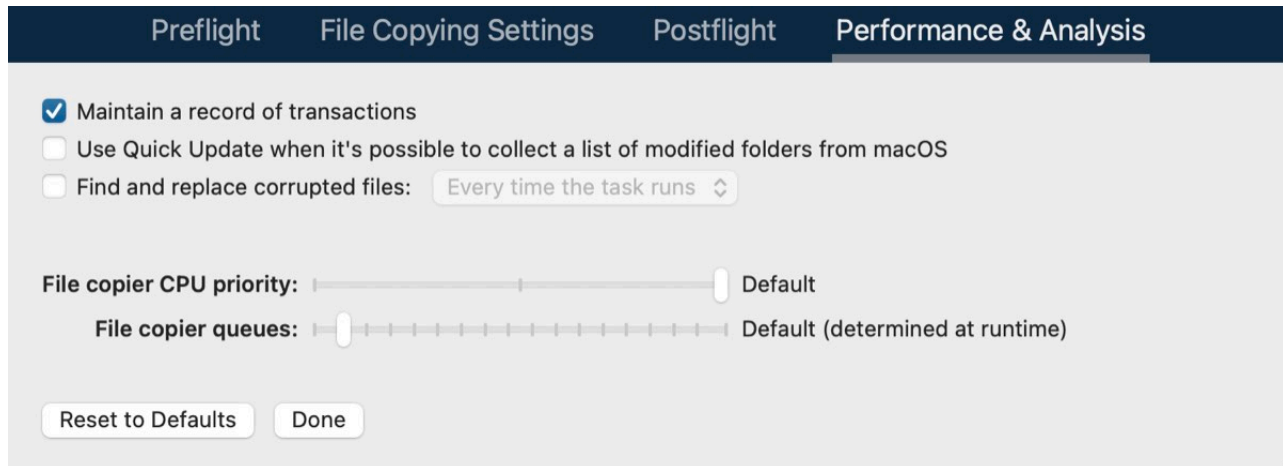 Preflight File Copying Settings Postflight Performance & Analysis
Maintain a record of transactions
Use Quick Update when it's possible to collect a list of modified folders from macOS
Find and replace corrupted files: Every time the task runs
File copier CPU priority: Default
File copier queues: Default (determined at runtime)
Reset to Defaults Done